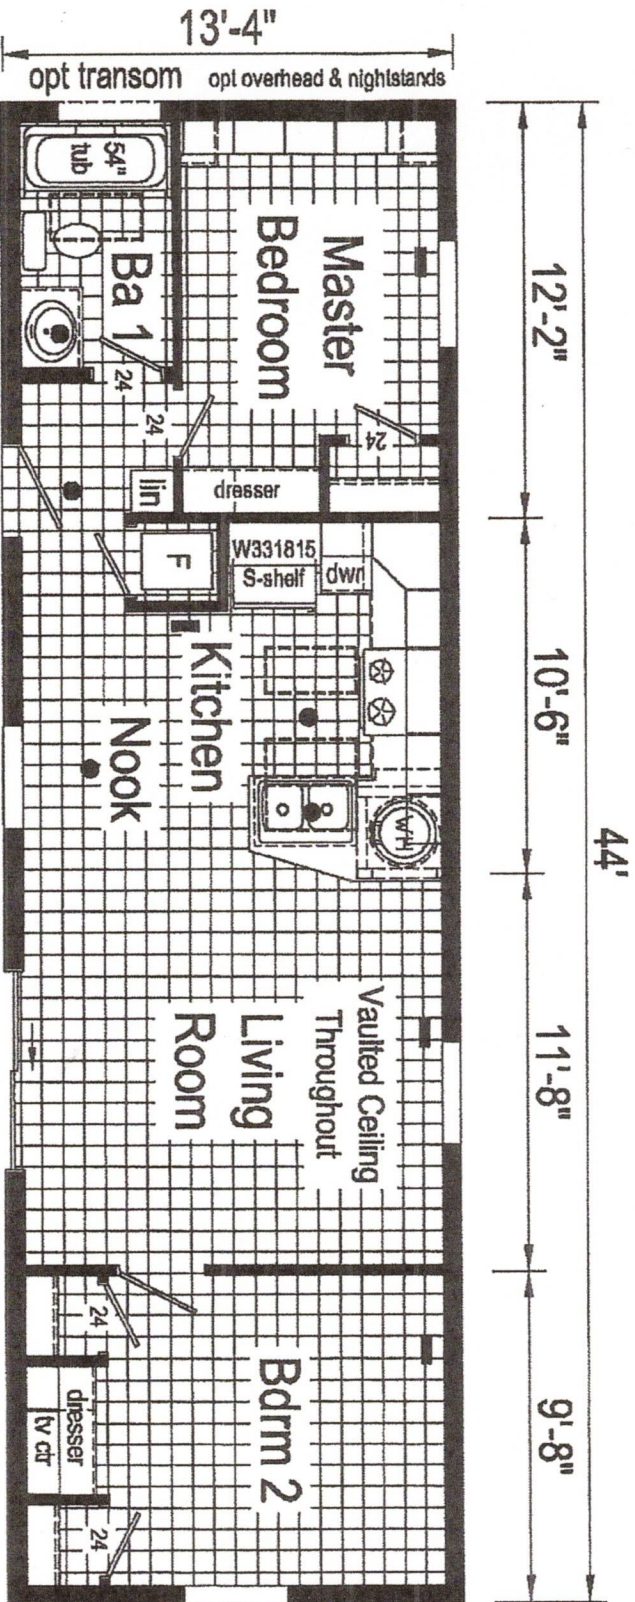 13'-4"
opt transom
opt overhead & nightstands
44'
12'-2"
10'-6"
11'-8"
9'-8"
54"
tub
Ba 1
24
Master
Bedroom
24
24
lin
dresser
F
W331815
S-shelf
dwr
Kitchen
Nook
WH
Vaulted Ceiling
Throughout
Living
Room
Bdrm 2
24
dresser
tv ctr
24